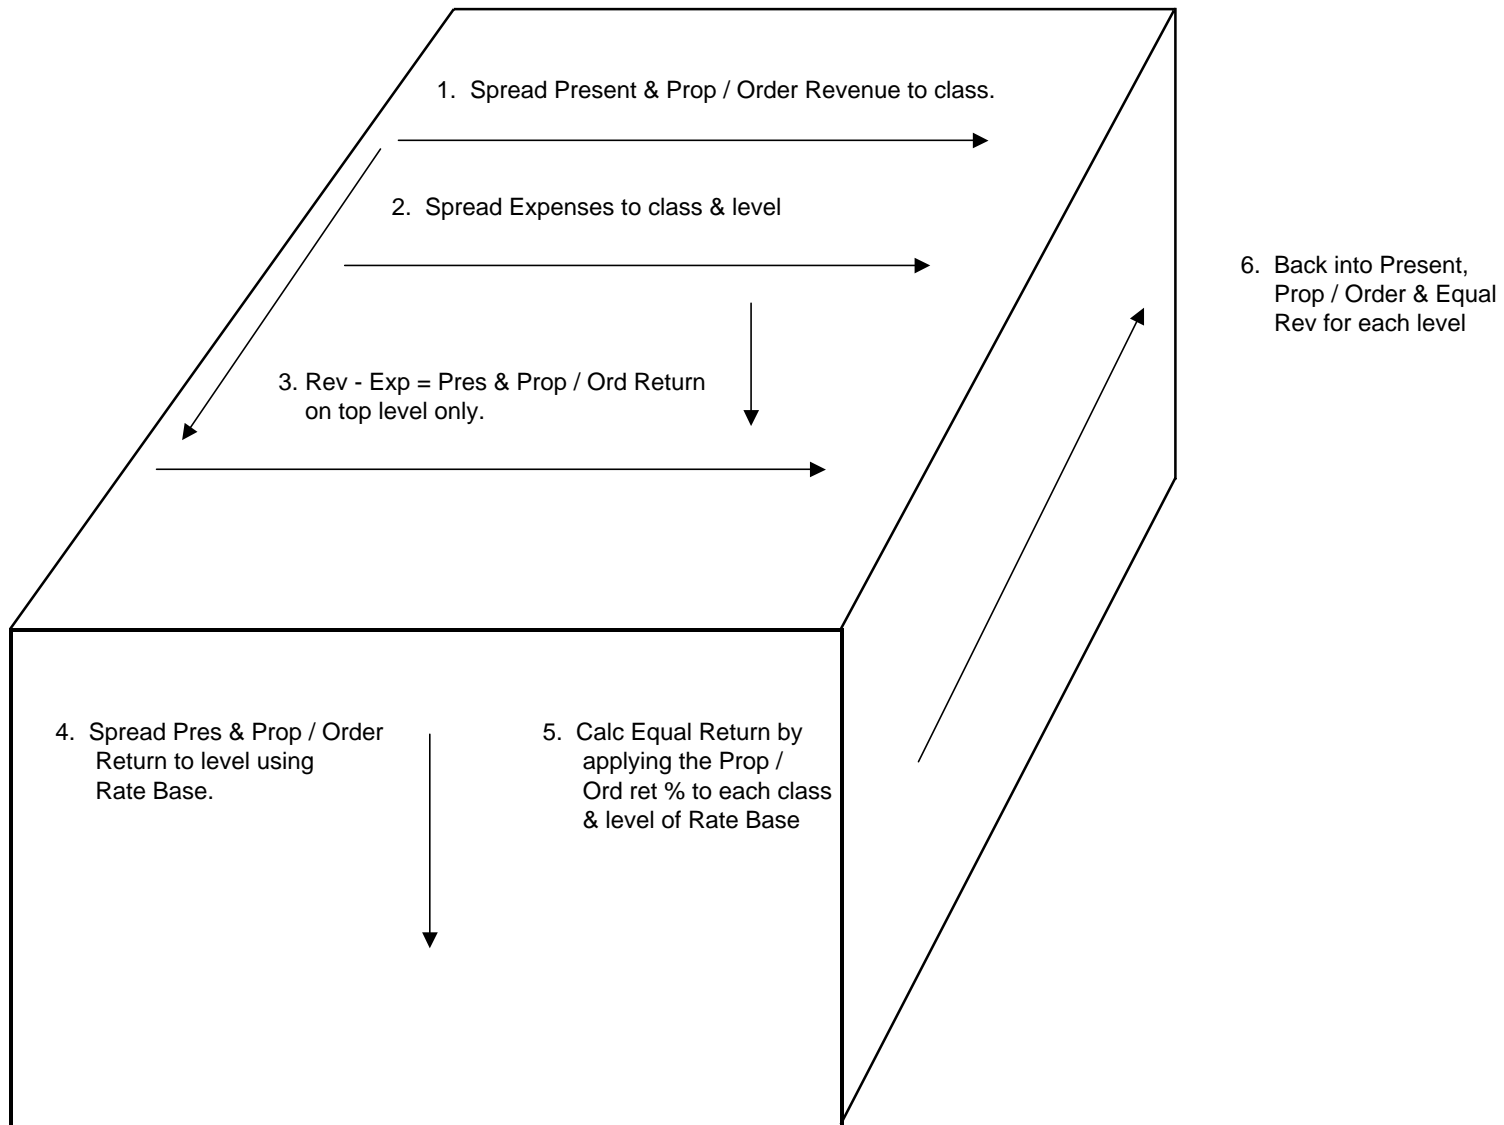 1. Spread Present & Prop / Order Revenue to class.
2. Spread Expenses to class & level
3. Rev - Exp = Pres & Prop / Ord Return
on top level only.
6. Back into Present,
Prop / Order & Equal
Rev for each level
4. Spread Pres & Prop / Order
Return to level using
Rate Base.
5. Calc Equal Return by
applying the Prop /
Ord ret % to each class
& level of Rate Base